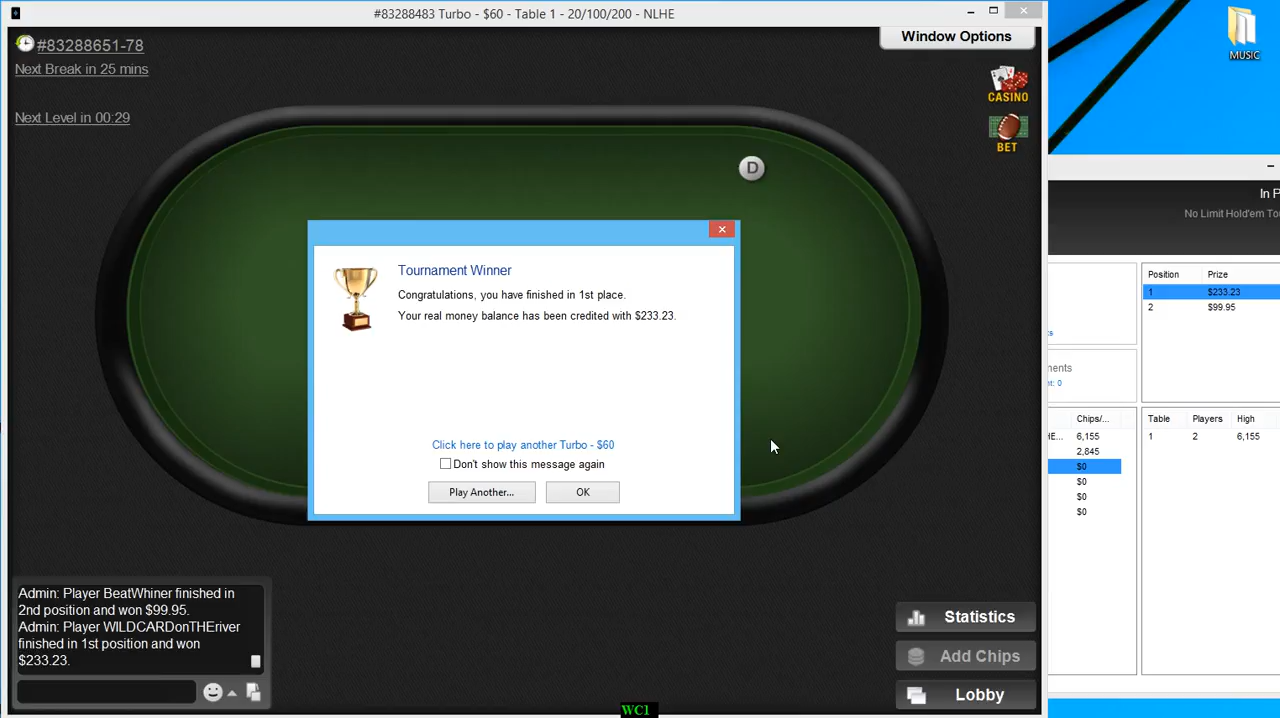 #83288483 Turbo - $60 - Table 1 - 20/100/200 - NLHE
#83288651-78
Next Break in 25 mins
Next Level in 00:29
Window Options
CASINO
BET
MUSIC
D
Tournament Winner
Congratulations, you have finished in 1st place.
Your real money balance has been credited with $233.23.
Click here to play another Turbo - $60
Don't show this message again
Play Another...
OK
In P
No Limit Hold'em To
Position Prize
1 $233.23
2 $99.95
Chips/...
6,155
2,845
$0
$0
$0
$0
Table Players High
1 2 6,155
Admin: Player BeatWhiner finished in
2nd position and won $99.95.
Admin: Player WILDCARDonTHEriver
finished in 1st position and won
$233.23.
Statistics
Add Chips
Lobby
WC1